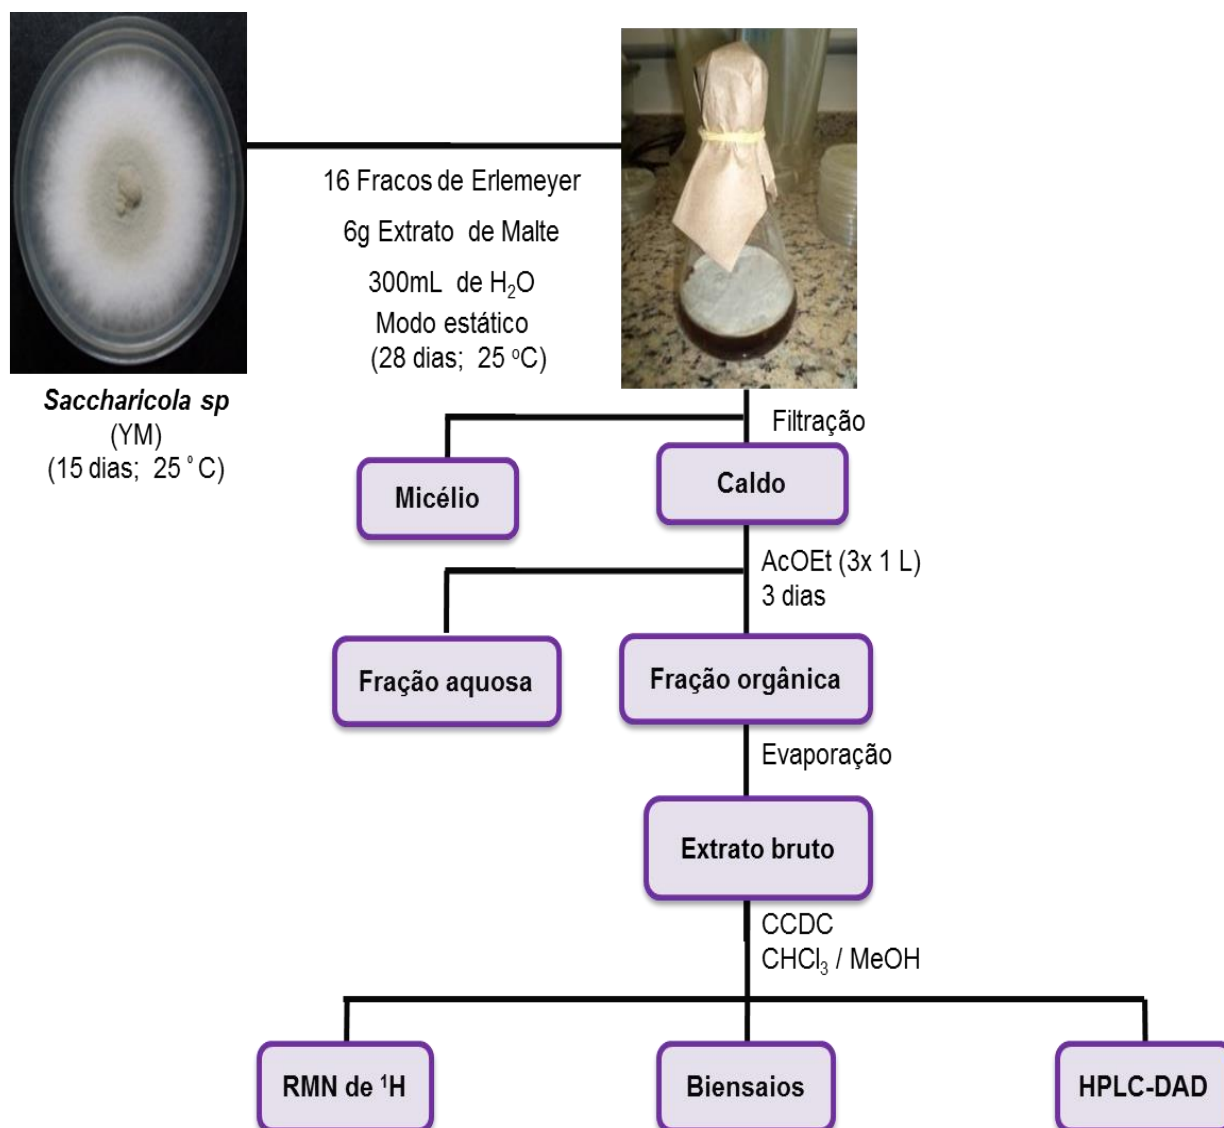 16 Fracos de Erlemeyer
6g Extrato de Malte
300mL de H₂O
Modo estático
(28 dias; 25 ºC)
Saccharicola sp
(YM)
(15 dias; 25 ° C)
Filtração
Micélio
Caldo
AcOEt (3x 1 L)
3 dias
Fração aquosa
Fração orgânica
Evaporação
Extrato bruto
CCDC
CHCl₃ / MeOH
RMN de ¹H
Biensaios
HPLC-DAD